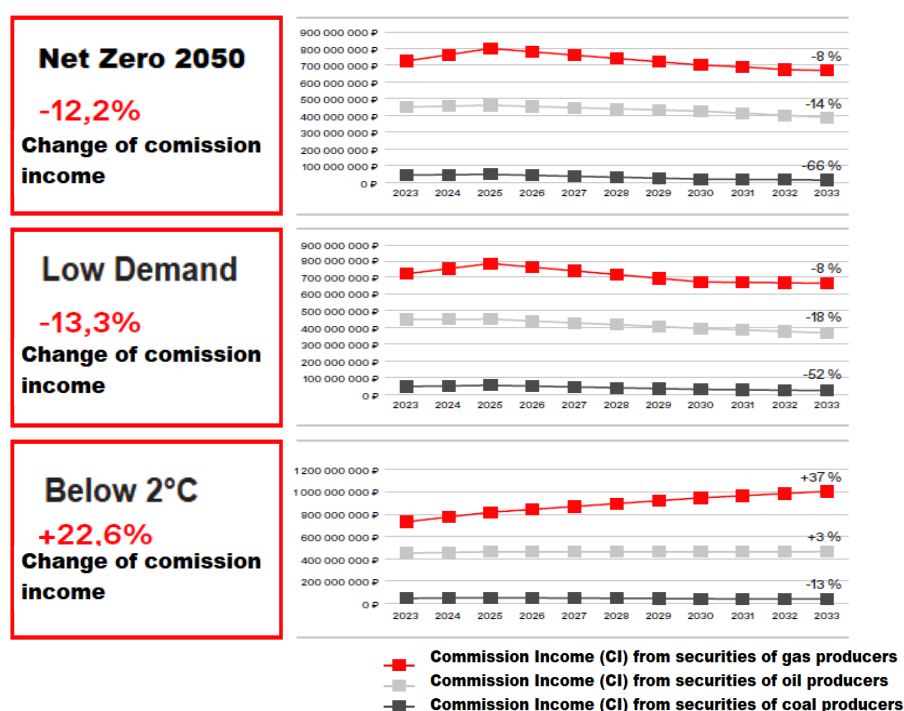 Net Zero 2050
-12,2%
Change of comission
income
900 000 000 ₽
800 000 000 ₽
700 000 000 ₽
600 000 000 ₽
500 000 000 ₽
400 000 000 ₽
300 000 000 ₽
200 000 000 ₽
100 000 000 ₽
0 ₽
-8 %
-14 %
-66 %
2023 2024 2025 2026 2027 2028 2029 2030 2031 2032 2033
Low Demand
-13,3%
Change of comission
income
900 000 000 ₽
800 000 000 ₽
700 000 000 ₽
600 000 000 ₽
500 000 000 ₽
400 000 000 ₽
300 000 000 ₽
200 000 000 ₽
100 000 000 ₽
0 ₽
-8 %
-18 %
-52 %
2023 2024 2025 2026 2027 2028 2029 2030 2031 2032 2033
Below 2°C
+22,6%
Change of comission
income
1 200 000 000 ₽
1 000 000 000 ₽
800 000 000 ₽
600 000 000 ₽
400 000 000 ₽
200 000 000 ₽
0 ₽
+37 %
+3 %
-13 %
2023 2024 2025 2026 2027 2028 2029 2030 2031 2032 2033
Commission Income (CI) from securities of gas producers
Commission Income (CI) from securities of oil producers
Commission Income (CI) from securities of coal producers